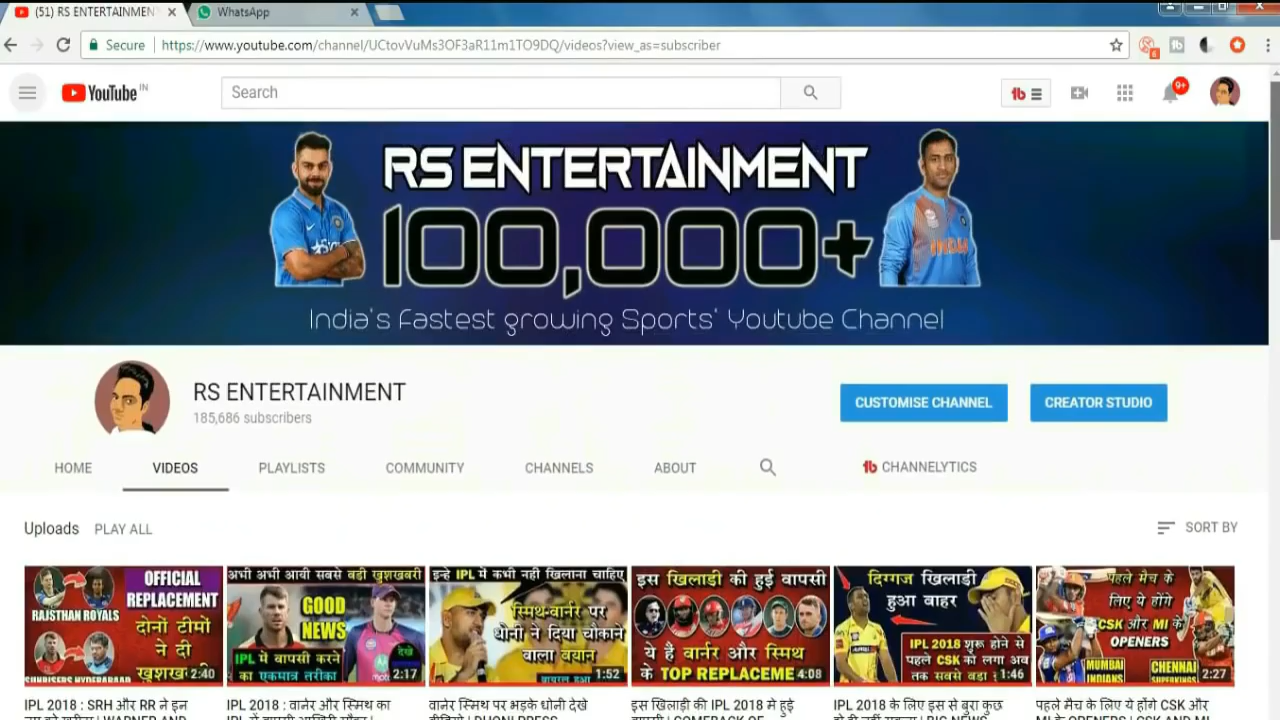 (51) RS ENTERTAINMEN
WhatsApp
Secure
https://www.youtube.com/channel/UCtovVuMs3OF3aR11m1TO9DQ/videos?view_as=subscriber
6
YouTube IN
Search
9+
RS ENTERTAINMENT
100,000+
India's Fastest growing Sports' Youtube Channel
RS ENTERTAINMENT
185,686 subscribers
CUSTOMISE CHANNEL
CREATOR STUDIO
HOME
VIDEOS
PLAYLISTS
COMMUNITY
CHANNELS
ABOUT
CHANNELYTICS
Uploads
PLAY ALL
SORT BY
OFFICIAL
REPLACEMENT
RAJSTHAN ROYALS
दोनों टीमों
ने दी
SUNRISERS HYDERABAAD
2:40
अभी अभी आयी सबसे बडी खुशखबरी
GOOD
NEWS
IPL में वापसी करने
का एकमात्र तरीका
देखे
2:17
इन्हे IPL में कभी नही खिलाना चाहिए
स्मिथ-वार्नर पर
धोनी ने दिया चोकाने
वाला बयान
वायरल हुआ
1:52
इस खिलाडी की हुई वापसी
ये है वार्नर और स्मिथ
के TOP REPLACEME
4:08
दिग्गज खिलाडी
हुआ बाहर
IPL 2018 शुरू होने से
पहले CSK को लगा अब
तक सबसे बडा
1:46
पहले मैच के
लिए ये होंगे
CSK और MI के
OPENERS
MUMBAI
INDIANS
CHENNAI
SUPERKINGS
2:27
IPL 2018 : SRH और RR ने इन
IPL 2018 : वार्नर और स्मिथ का
वार्नर स्मिथ पर भड़के धोनी देखे
इस खिलाडी की IPL 2018 मे हुई
IPL 2018 के लिए इस से बुरा कुछ
पहले मैच के लिए ये होंगे CSK और